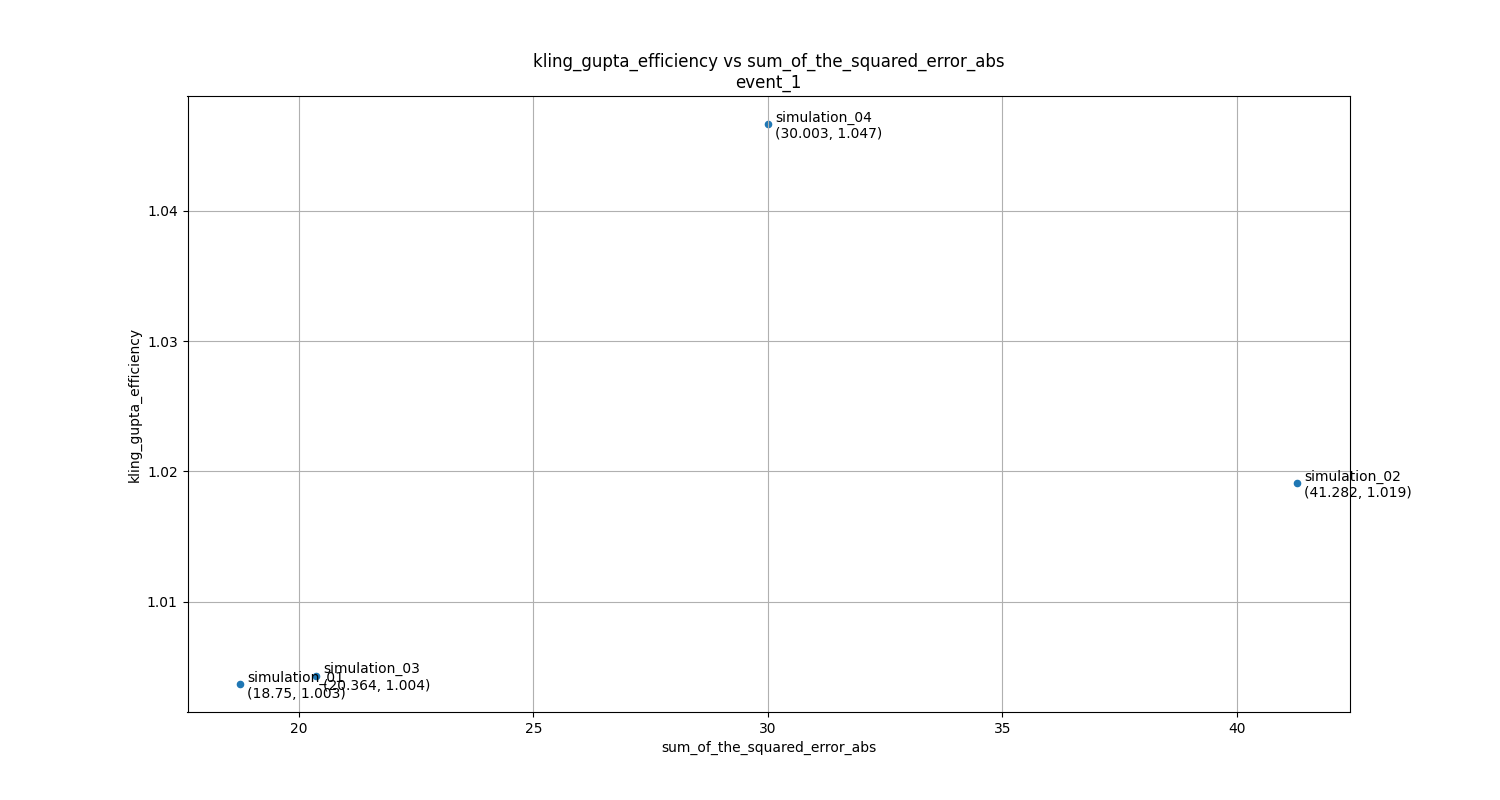 kling_gupta_efficiency vs sum_of_the_squared_error_abs
event_1
simulation_04
(30.003, 1.047)
1.04
1.03
kling_gupta_efficiency
1.02
simulation_02
(41.282, 1.019)
1.01
simulation_03
(20.364, 1.004)
simulation_01
(18.75, 1.003)
20
25
30
35
40
sum_of_the_squared_error_abs